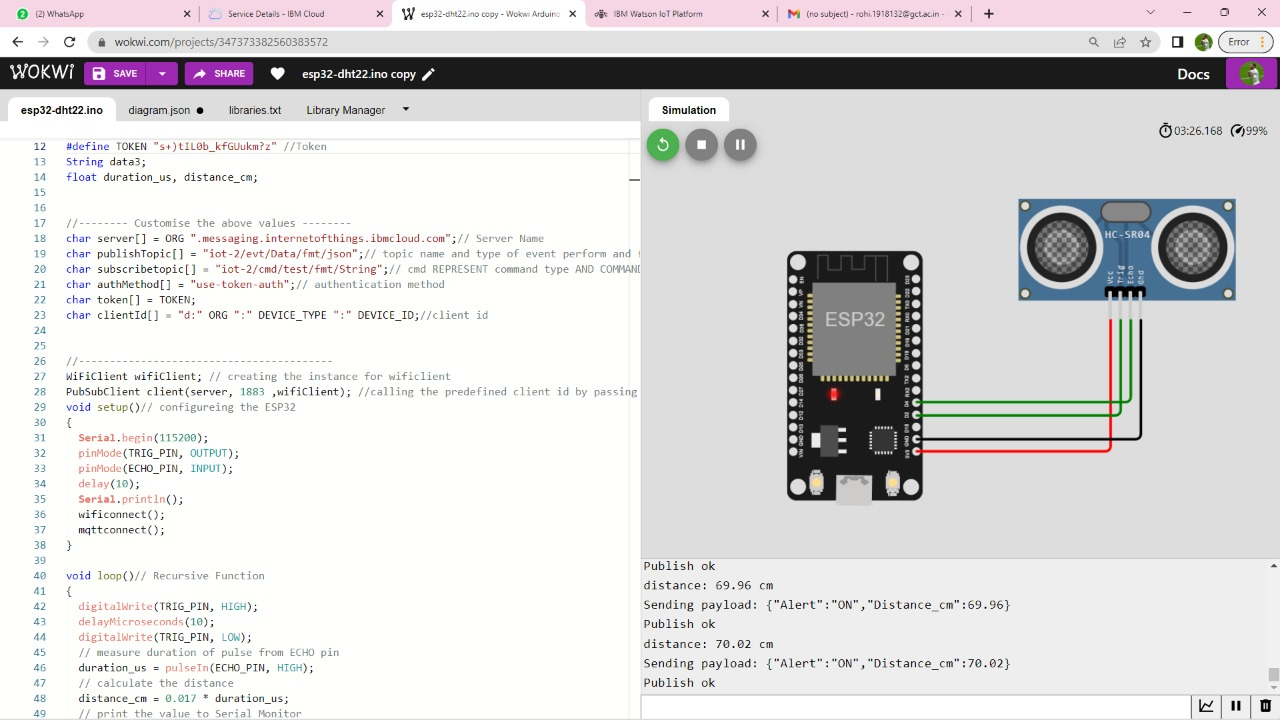 2 (2) WhatsApp
Service Details - IBM Cloud
esp32-dht22.ino copy - Wokwi Arduino
IBM Watson IoT Platform
(no subject) - rohi.1918132@gct.ac.in -
wokwi.com/projects/347373382560383572
Error
WOKWI
SAVE
SHARE
esp32-dht22.ino copy
Docs
esp32-dht22.ino
diagram.json
libraries.txt
Library Manager
Simulation
03:26.168
99%
12 #define TOKEN "s+)tIL0b_kfGUukm?z" //Token
13 String data3;
14 float duration_us, distance_cm;
15
16
17 //-------- Customise the above values --------
18 char server[] = ORG ".messaging.internetofthings.ibmcloud.com";// Server Name
19 char publishTopic[] = "iot-2/evt/Data/fmt/json";// topic name and type of event perform and
20 char subscribetopic[] = "iot-2/cmd/test/fmt/String";// cmd REPRESENT command type AND COMMAND
21 char authMethod[] = "use-token-auth";// authentication method
22 char token[] = TOKEN;
23 char clientId[] = "d:" ORG ":" DEVICE_TYPE ":" DEVICE_ID;//client id
24
25
26 //---------------------------------------
27 WiFiClient wifiClient; // creating the instance for wificlient
28 PubSubClient client(server, 1883 ,wifiClient); //calling the predefined client id by passing
29 void setup()// configureing the ESP32
30 {
31 Serial.begin(115200);
32 pinMode(TRIG_PIN, OUTPUT);
33 pinMode(ECHO_PIN, INPUT);
34 delay(10);
35 Serial.println();
36 wificonnect();
37 mqttconnect();
38 }
39
40 void loop()// Recursive Function
41 {
42 digitalWrite(TRIG_PIN, HIGH);
43 delayMicroseconds(10);
44 digitalWrite(TRIG_PIN, LOW);
45 // measure duration of pulse from ECHO pin
46 duration_us = pulseIn(ECHO_PIN, HIGH);
47 // calculate the distance
48 distance_cm = 0.017 * duration_us;
49 // print the value to Serial Monitor
HC-SR04
Vcc
Trig
Echo
Gnd
ESP32
Publish ok
distance: 69.96 cm
Sending payload: {"Alert":"ON","Distance_cm":69.96}
Publish ok
distance: 70.02 cm
Sending payload: {"Alert":"ON","Distance_cm":70.02}
Publish ok